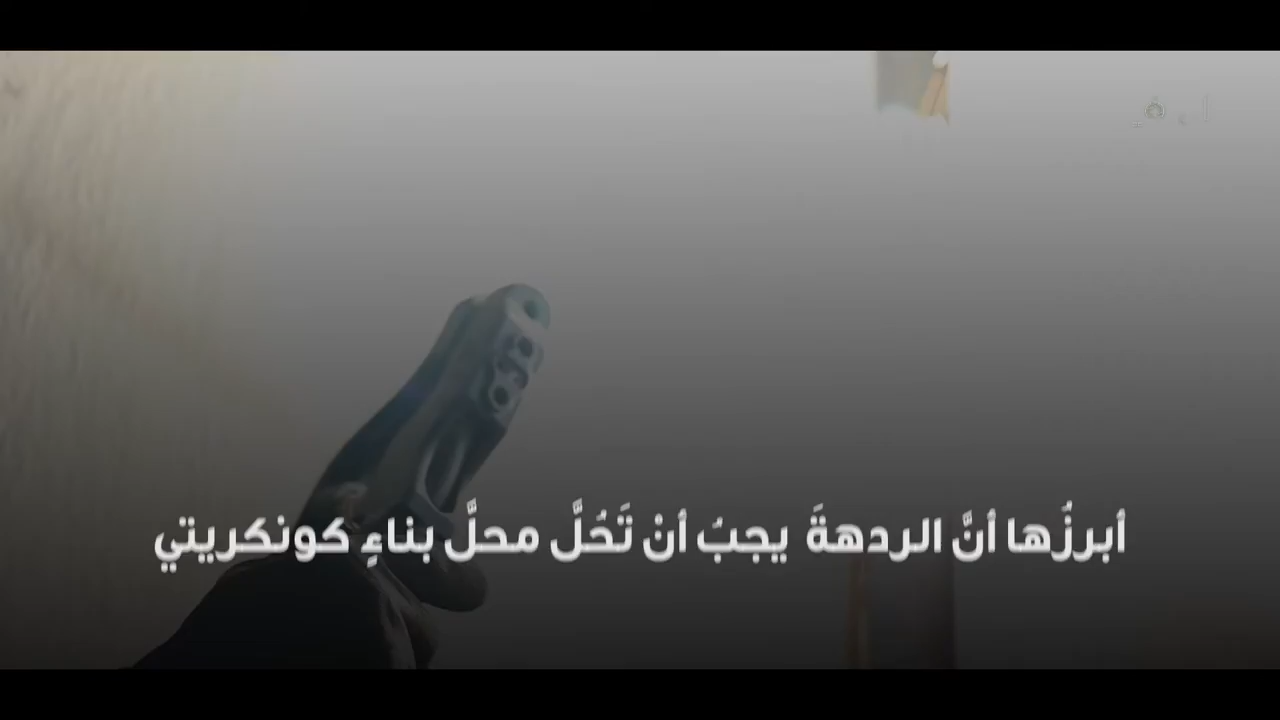 أبرزُها أنَّ الردهةَ يجبُ أنْ تَحُلَّ محلَّ بناءٍ كونكريتي